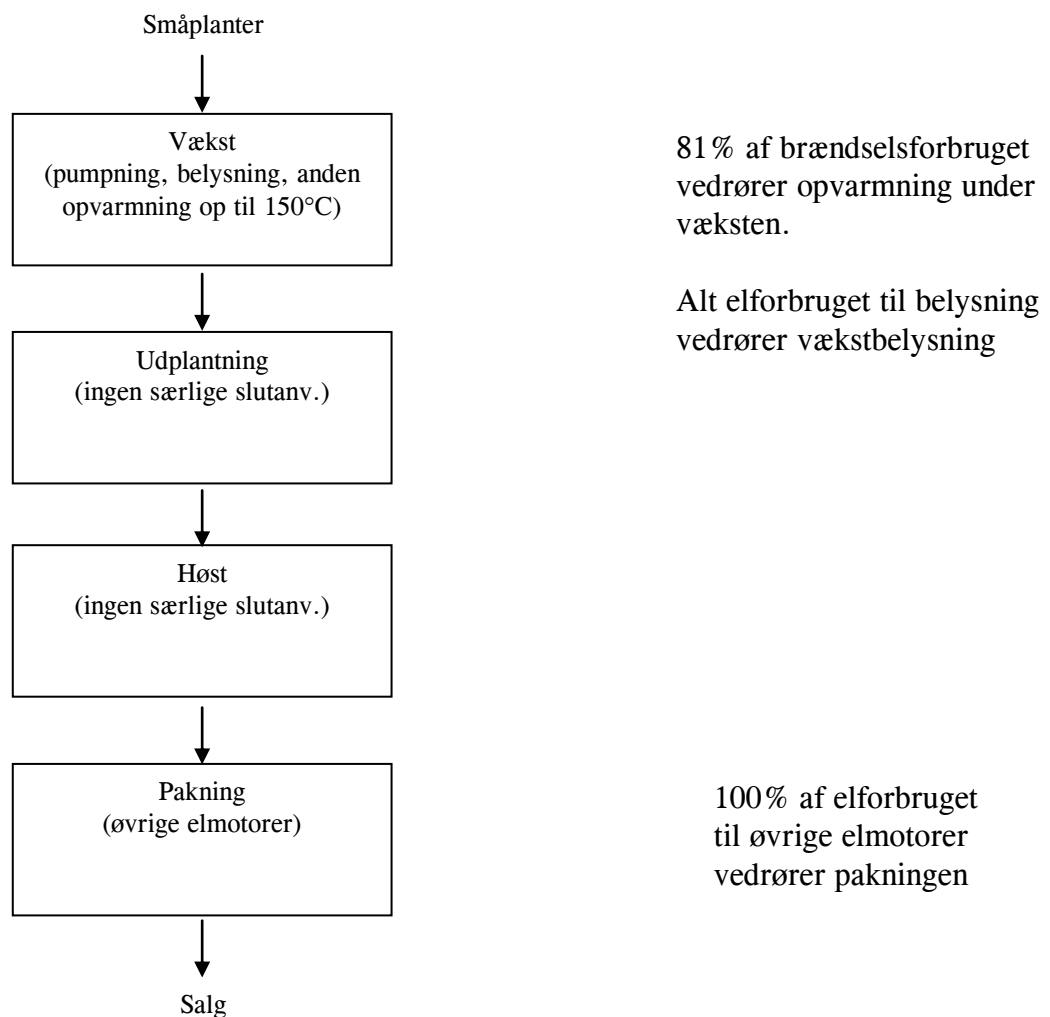 Småplanter
Vækst
(pumpning, belysning, anden
opvarmning op til 150°C)
81% af brændselsforbruget
vedrører opvarmning under
væksten.
Alt elforbruget til belysning
vedrører vækstbelysning
Udplantning
(ingen særlige slutanv.)
Høst
(ingen særlige slutanv.)
Pakning
(øvrige elmotorer)
100% af elforbruget
til øvrige elmotorer
vedrører pakningen
Salg